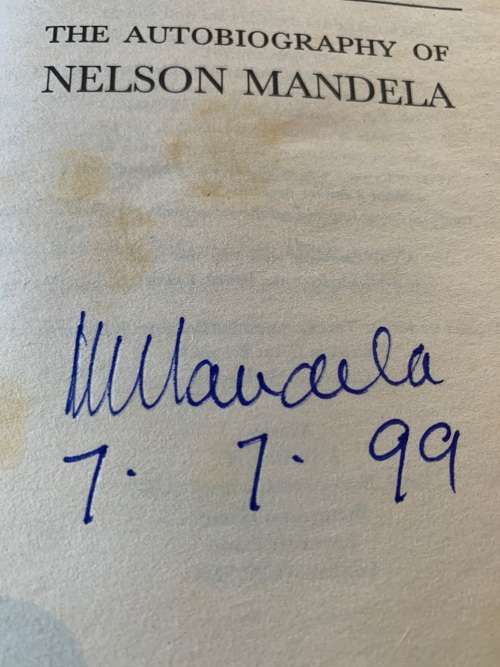 THE AUTOBIOGRAPHY OF
NELSON MANDELA
NMandela
7. 7. 99